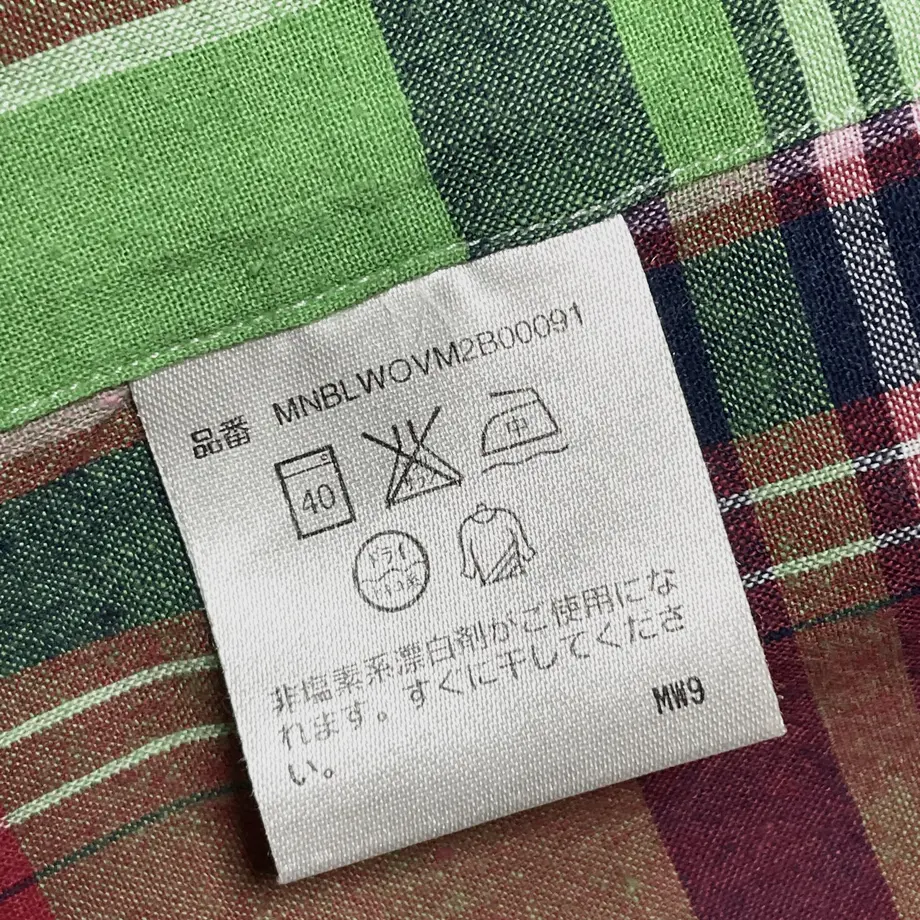 品番 MNBLWOVM2B00091
40 中
ドライ
非塩素系漂白剤がご使用にな
れます。すぐに干してくださ
い。
MW9